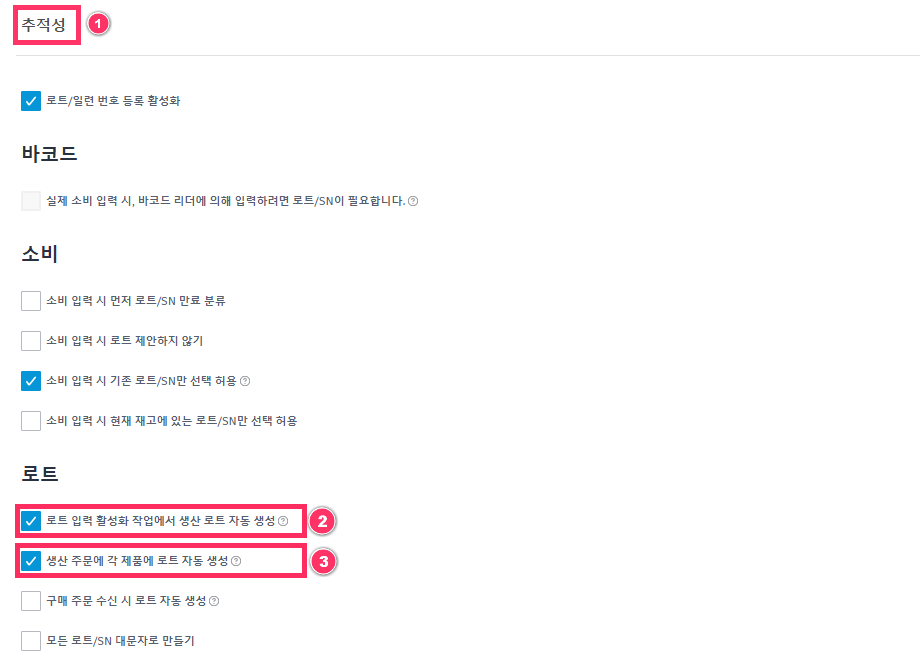 추적성 1
로트/일련 번호 등록 활성화
바코드
실제 소비 입력 시, 바코드 리더에 의해 입력하려면 로트/SN이 필요합니다.
소비
소비 입력 시 먼저 로트/SN 만료 분류
소비 입력 시 로트 제안하지 않기
소비 입력 시 기존 로트/SN만 선택 허용
소비 입력 시 현재 재고에 있는 로트/SN만 선택 허용
로트
로트 입력 활성화 작업에서 생산 로트 자동 생성 2
생산 주문에 각 제품에 로트 자동 생성 3
구매 주문 수신 시 로트 자동 생성
모든 로트/SN 대문자로 만들기